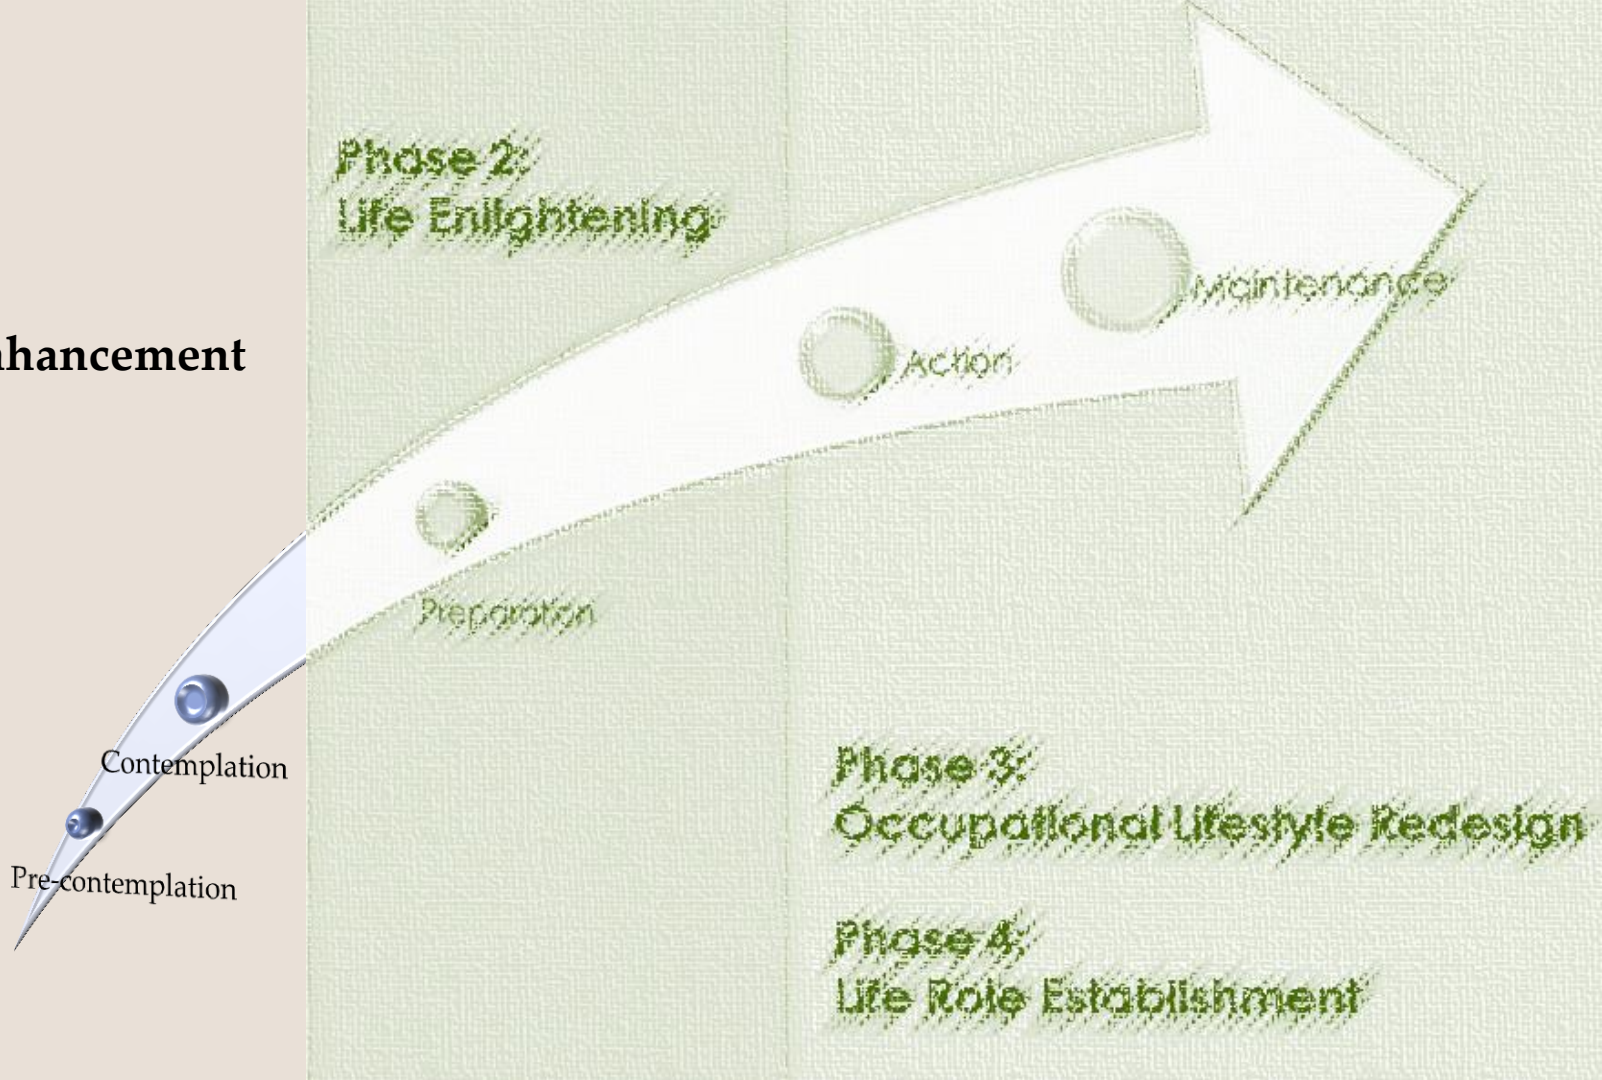 nhancement
Contemplation
Pre-contemplation
Phase 2:
Life Enlightening
Preparation
Action
Maintenance
Phase 3:
Occupational Lifestyle Redesign
Phase 4:
Life Role Establishment